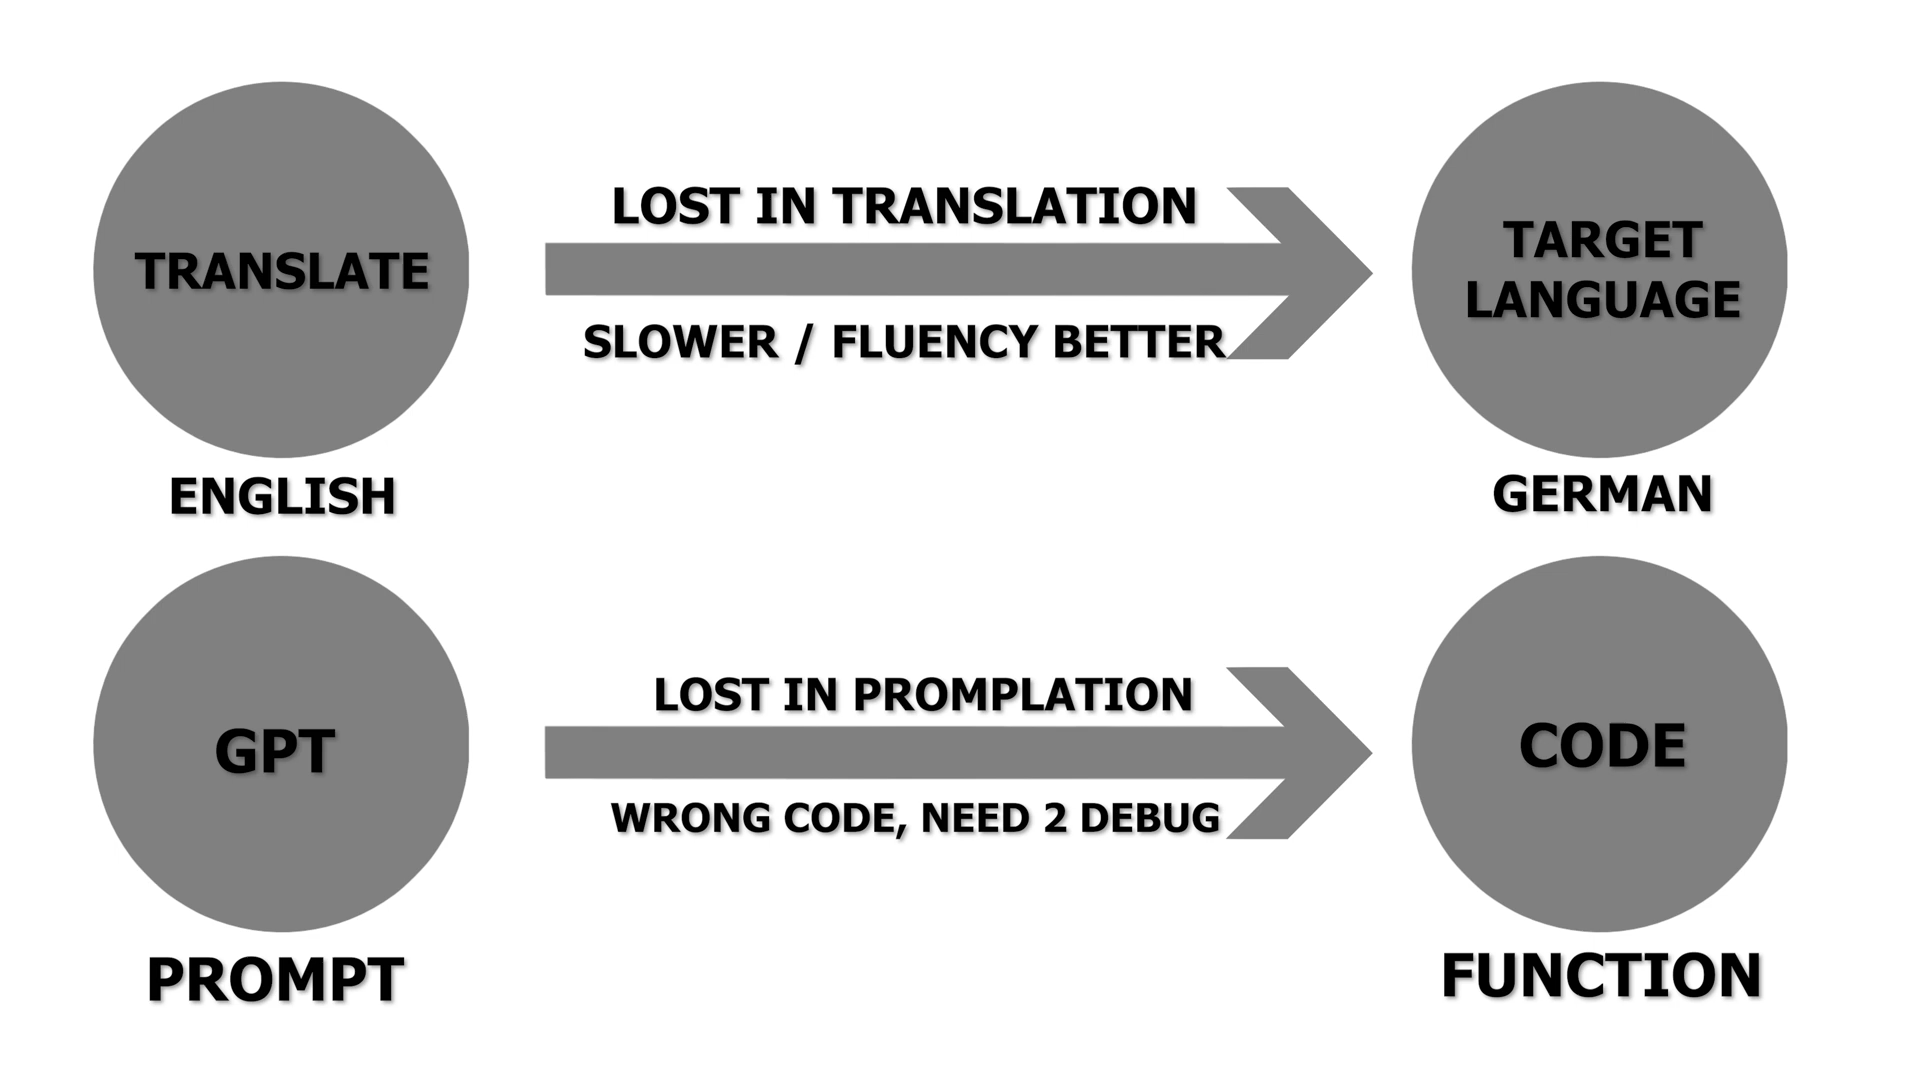 TRANSLATE
LOST IN TRANSLATION
SLOWER / FLUENCY BETTER
TARGET
LANGUAGE
ENGLISH
GERMAN
GPT
LOST IN PROMPLATION
WRONG CODE, NEED 2 DEBUG
CODE
PROMPT
FUNCTION